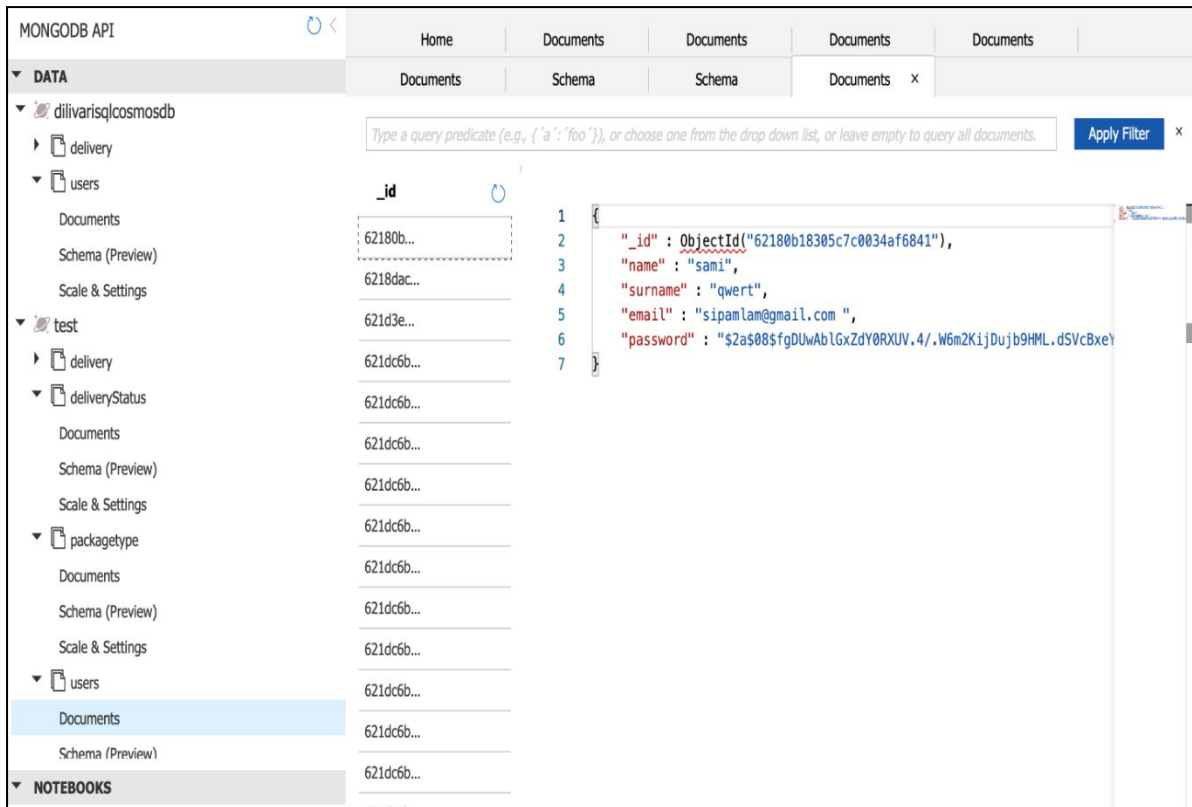 MONGODB API
DATA
dilivarisqlcosmosdb
delivery
users
Documents
Schema (Preview)
Scale & Settings
test
delivery
deliveryStatus
Documents
Schema (Preview)
Scale & Settings
packagetype
Documents
Schema (Preview)
Scale & Settings
users
Documents
Schema (Preview)
NOTEBOOKS
Home Documents Documents Documents Documents
Documents Schema Schema Documents x
Type a query predicate (e.g., {´a´:´foo´}), or choose one from the drop down list, or leave empty to query all documents. Apply Filter x
_id
62180b...
6218dac...
621d3e...
621dc6b...
621dc6b...
621dc6b...
621dc6b...
621dc6b...
621dc6b...
621dc6b...
621dc6b...
621dc6b...
621dc6b...
621dc6b...
1 {
2 "_id" : ObjectId("62180b18305c7c0034af6841"),
3 "name" : "sami",
4 "surname" : "qwert",
5 "email" : "sipamlam@gmail.com ",
6 "password" : "$2a$08$fgDUwAblGxZdY0RXUV.4/.W6m2KijDujb9HML.dSVcBxeY
7 }